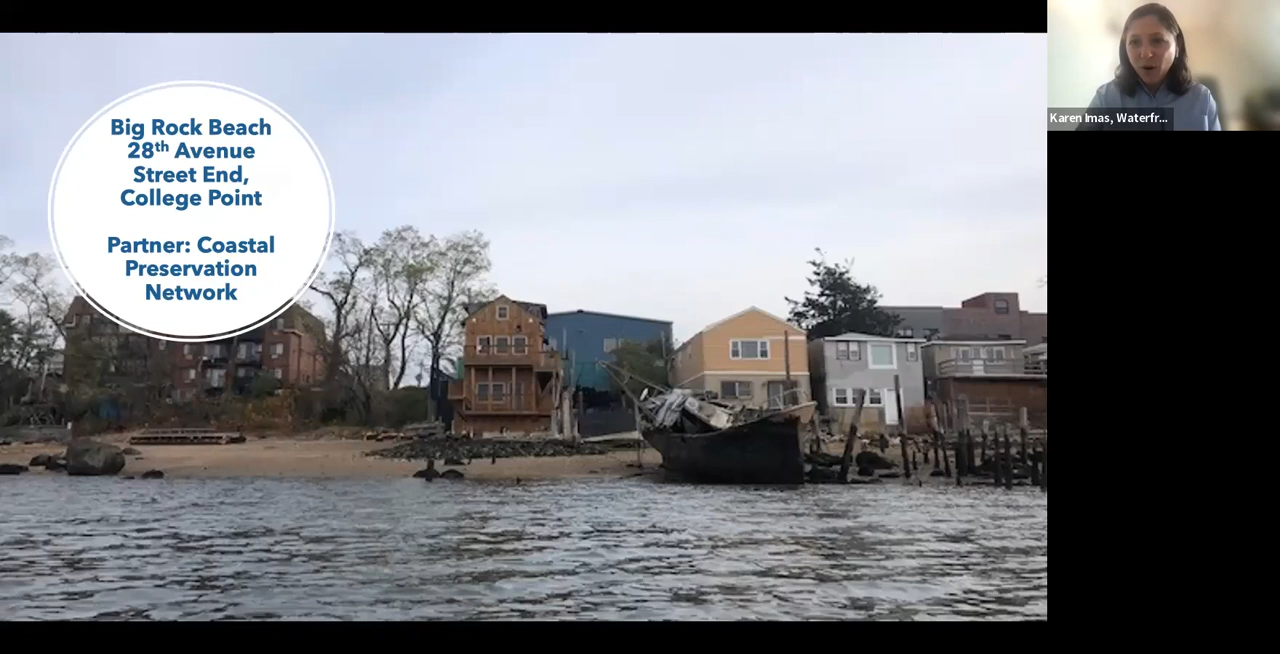 Big Rock Beach
28th Avenue
Street End,
College Point
Partner: Coastal
Preservation
Network
Karen Imas, Waterfr...